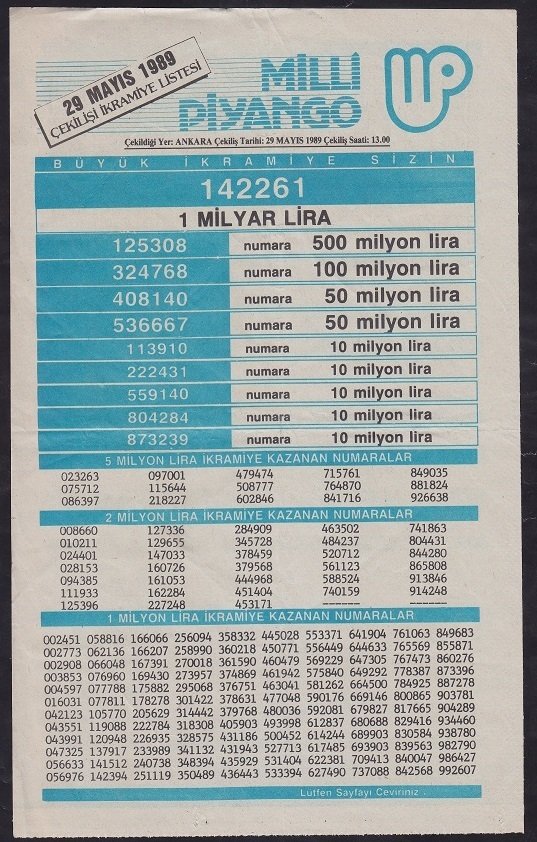 29 MAYIS 1989
ÇEKİLİŞİ İKRAMİYE LİSTESİ
MİLLİ
PİYANGO
Çekildiği Yer: ANKARA Çekiliş Tarihi: 29 MAYIS 1989 Çekiliş Saati: 13.00
BÜYÜK İKRAMİYE SİZİN
142261
1 MİLYAR LİRA
125308 numara 500 milyon lira
324768 numara 100 milyon lira
408140 numara 50 milyon lira
536667 numara 50 milyon lira
113910 numara 10 milyon lira
222431 numara 10 milyon lira
559140 numara 10 milyon lira
804284 numara 10 milyon lira
873239 numara 10 milyon lira
5 MİLYON LİRA İKRAMİYE KAZANAN NUMARALAR
023263 097001 479474 715761 849035
075712 115644 508777 764870 881824
086397 218227 602846 841716 926638
2 MİLYON LİRA İKRAMİYE KAZANAN NUMARALAR
008660 127336 284909 463502 741863
010211 129655 345728 484237 804431
024401 147033 378459 520712 844280
028153 160726 379568 561123 865808
094385 161053 444968 588524 913846
111933 162284 451404 740159 914248
125396 227248 453171 ------ ------
1 MİLYON LİRA İKRAMİYE KAZANAN NUMARALAR
002451 058816 166066 256094 358332 445028 553371 641904 761063 849683
002773 062136 166207 258990 360218 450771 556449 644633 765569 855871
002908 066048 167391 270018 361590 460479 569229 647305 767473 860276
003853 076960 169430 273957 374869 461942 575840 649292 778387 873396
004597 077788 175882 295068 376751 463041 581262 664500 784925 887278
016031 077811 178278 301422 378631 477048 590176 669146 800865 903781
042123 105770 205629 314442 379768 480036 592081 679827 817665 904289
043551 119088 222784 318308 405903 493998 612837 680688 829416 934460
043991 120948 226935 328575 431186 500452 614244 689903 830584 938780
047325 137917 233989 341132 431943 527713 617485 693903 839563 982790
056633 141512 240738 348394 435929 531404 622381 709413 840047 986427
056976 142394 251119 350489 436443 533394 627490 737088 842568 992607
Lütfen Sayfayı Çeviriniz.